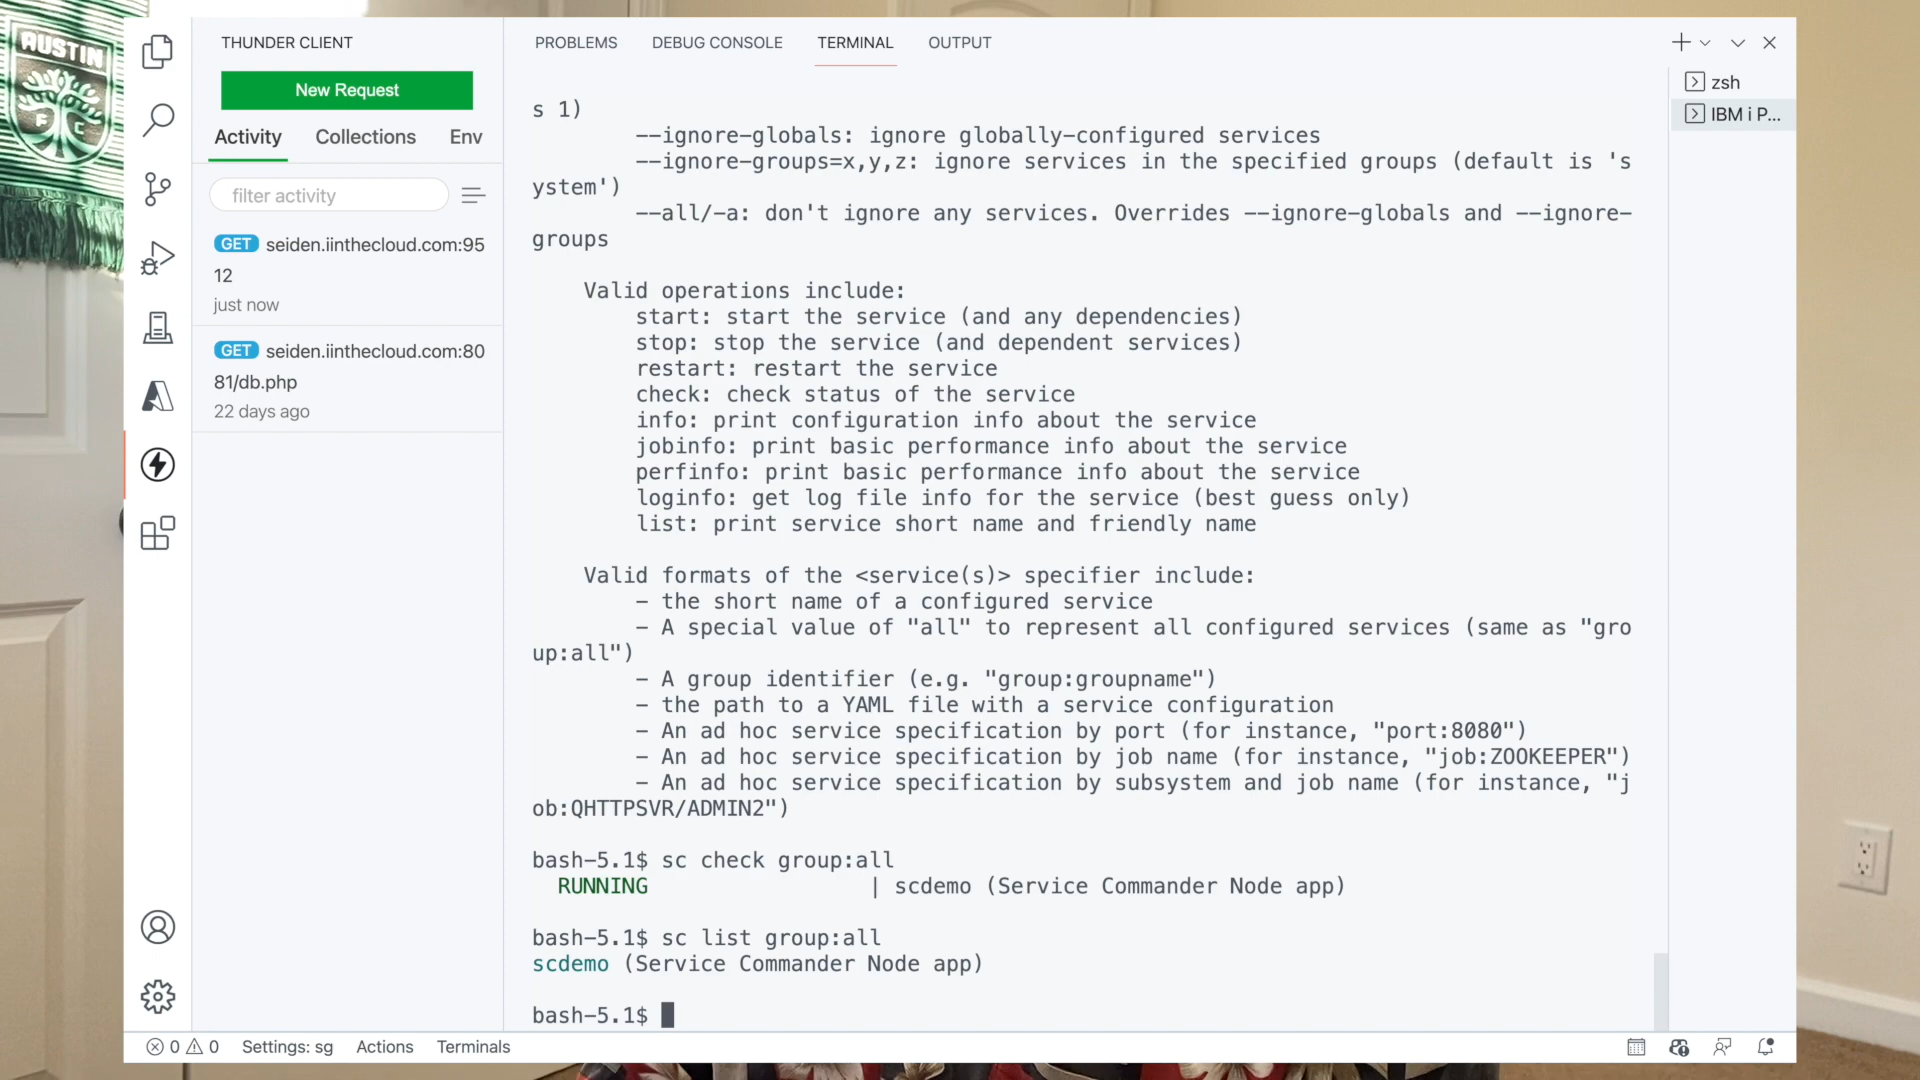 AUSTIN
FC
THUNDER CLIENT
New Request
Activity Collections Env
filter activity
GET seiden.iinthecloud.com:95
12
just now
GET seiden.iinthecloud.com:80
81/db.php
22 days ago
PROBLEMS DEBUG CONSOLE TERMINAL OUTPUT
zsh
IBM i P...
s 1)
--ignore-globals: ignore globally-configured services
--ignore-groups=x,y,z: ignore services in the specified groups (default is 's
ystem')
--all/-a: don't ignore any services. Overrides --ignore-globals and --ignore-
groups
Valid operations include:
start: start the service (and any dependencies)
stop: stop the service (and dependent services)
restart: restart the service
check: check status of the service
info: print configuration info about the service
jobinfo: print basic performance info about the service
perfinfo: print basic performance info about the service
loginfo: get log file info for the service (best guess only)
list: print service short name and friendly name
Valid formats of the <service(s)> specifier include:
- the short name of a configured service
- A special value of "all" to represent all configured services (same as "gro
up:all")
- A group identifier (e.g. "group:groupname")
- the path to a YAML file with a service configuration
- An ad hoc service specification by port (for instance, "port:8080")
- An ad hoc service specification by job name (for instance, "job:ZOOKEEPER")
- An ad hoc service specification by subsystem and job name (for instance, "j
ob:QHTTPSVR/ADMIN2")
bash-5.1$ sc check group:all
RUNNING | scdemo (Service Commander Node app)
bash-5.1$ sc list group:all
scdemo (Service Commander Node app)
bash-5.1$
0 0 Settings: sg Actions Terminals